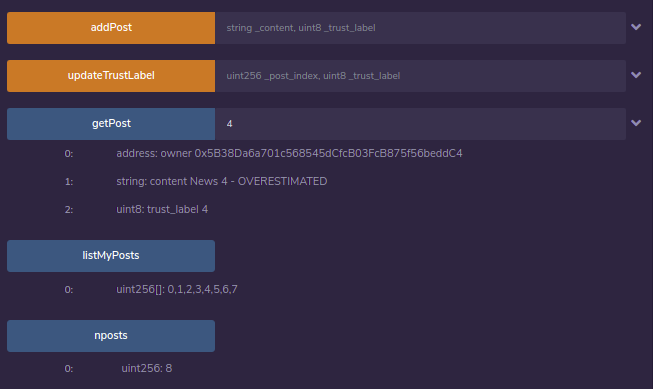 addPost string _content, uint8 _trust_label
updateTrustLabel uint256 _post_index, uint8 _trust_label
getPost 4
0: address: owner 0x5B38Da6a701c568545dCfcB03FcB875f56beddC4
1: string: content News 4 - OVERESTIMATED
2: uint8: trust_label 4
listMyPosts
0: uint256[]: 0,1,2,3,4,5,6,7
nposts
0: uint256: 8